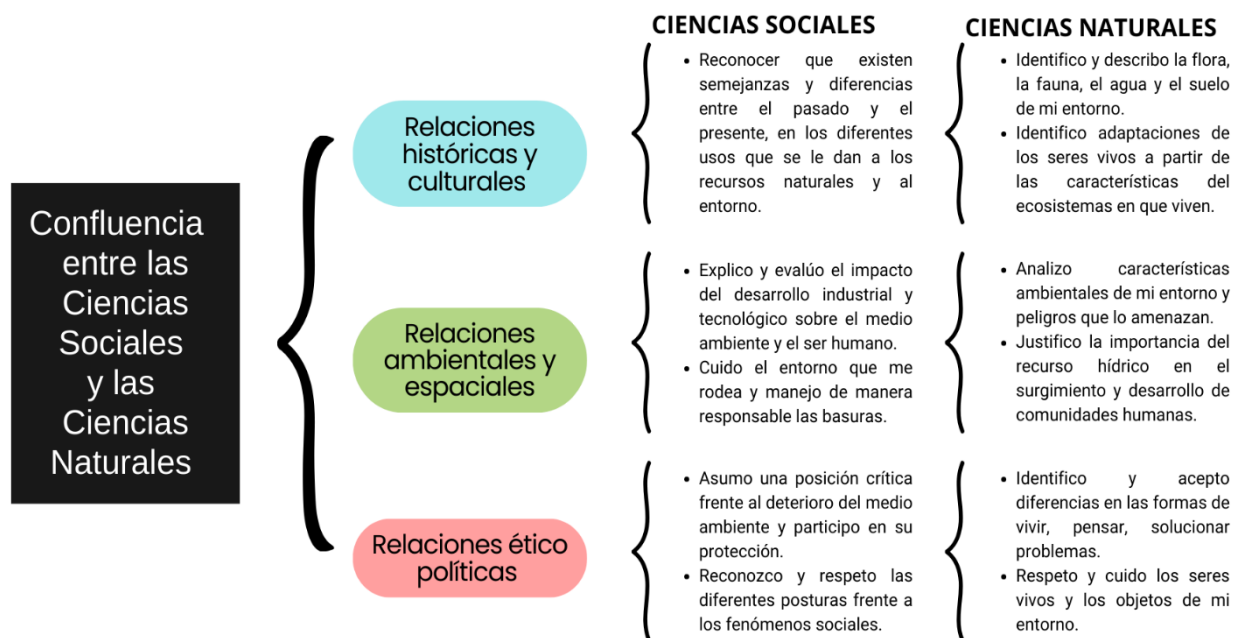 Confluencia
entre las
Ciencias
Sociales
y las
Ciencias
Naturales
CIENCIAS SOCIALES
CIENCIAS NATURALES
Relaciones
históricas y
culturales
• Reconocer que existen
semejanzas y diferencias
entre el pasado y el
presente, en los diferentes
usos que se le dan a los
recursos naturales y al
entorno.
• Identifico y describo la flora,
la fauna, el agua y el suelo
de mi entorno.
• Identifico adaptaciones de
los seres vivos a partir de
las características del
ecosistemas en que viven.
Relaciones
ambientales y
espaciales
• Explico y evalúo el impacto
del desarrollo industrial y
tecnológico sobre el medio
ambiente y el ser humano.
• Cuido el entorno que me
rodea y manejo de manera
responsable las basuras.
• Analizo características
ambientales de mi entorno y
peligros que lo amenazan.
• Justifico la importancia del
recurso hídrico en el
surgimiento y desarrollo de
comunidades humanas.
Relaciones ético
políticas
• Asumo una posición crítica
frente al deterioro del medio
ambiente y participo en su
protección.
• Reconozco y respeto las
diferentes posturas frente a
los fenómenos sociales.
• Identifico y acepto
diferencias en las formas de
vivir, pensar, solucionar
problemas.
• Respeto y cuido los seres
vivos y los objetos de mi
entorno.